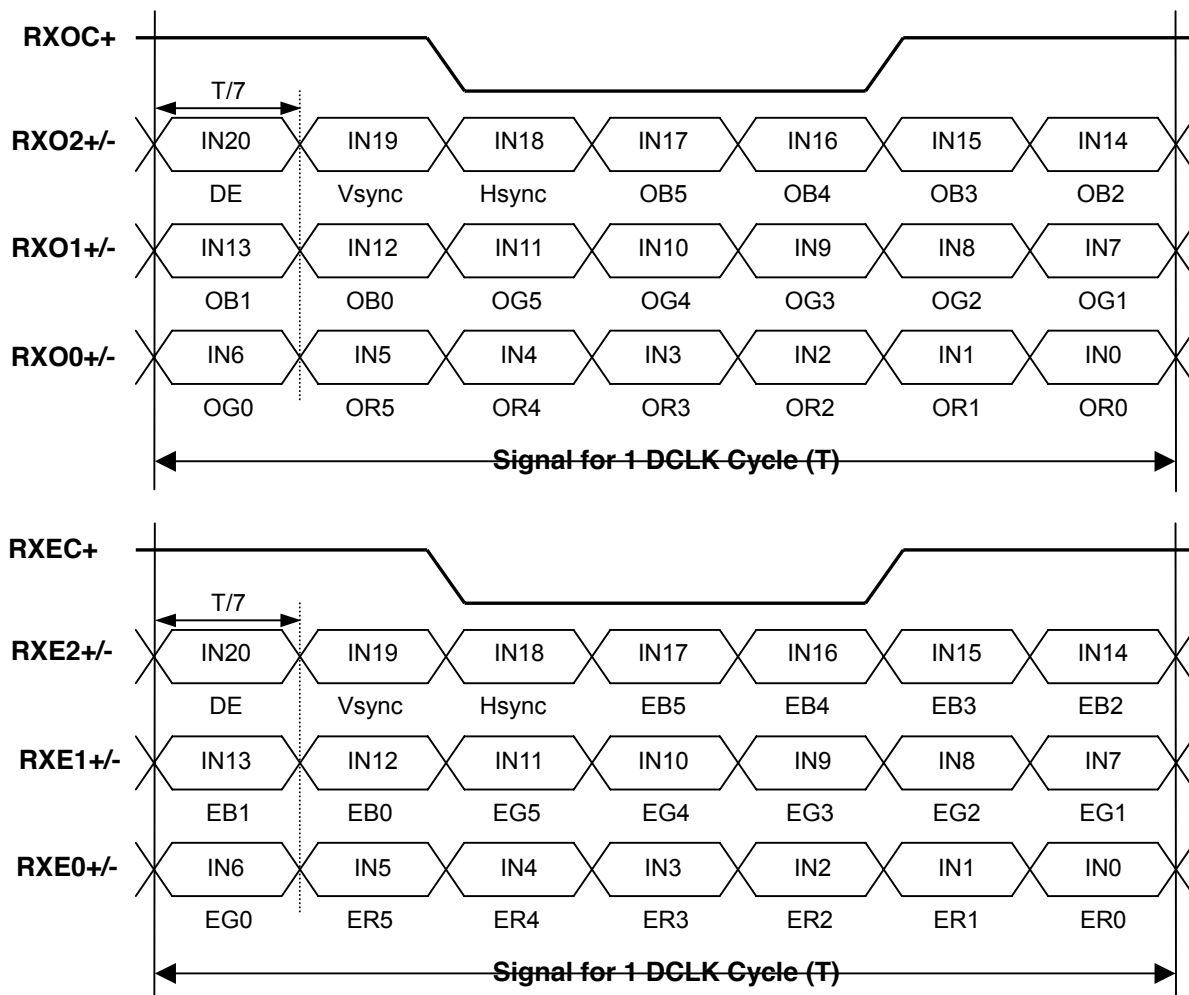 RXOC+
T/7
RXO2+/- IN20 IN19 IN18 IN17 IN16 IN15 IN14
DE Vsync Hsync OB5 OB4 OB3 OB2
RXO1+/- IN13 IN12 IN11 IN10 IN9 IN8 IN7
OB1 OB0 OG5 OG4 OG3 OG2 OG1
RXO0+/- IN6 IN5 IN4 IN3 IN2 IN1 IN0
OG0 OR5 OR4 OR3 OR2 OR1 OR0
Signal for 1 DCLK Cycle (T)
RXEC+
T/7
RXE2+/- IN20 IN19 IN18 IN17 IN16 IN15 IN14
DE Vsync Hsync EB5 EB4 EB3 EB2
RXE1+/- IN13 IN12 IN11 IN10 IN9 IN8 IN7
EB1 EB0 EG5 EG4 EG3 EG2 EG1
RXE0+/- IN6 IN5 IN4 IN3 IN2 IN1 IN0
EG0 ER5 ER4 ER3 ER2 ER1 ER0
Signal for 1 DCLK Cycle (T)